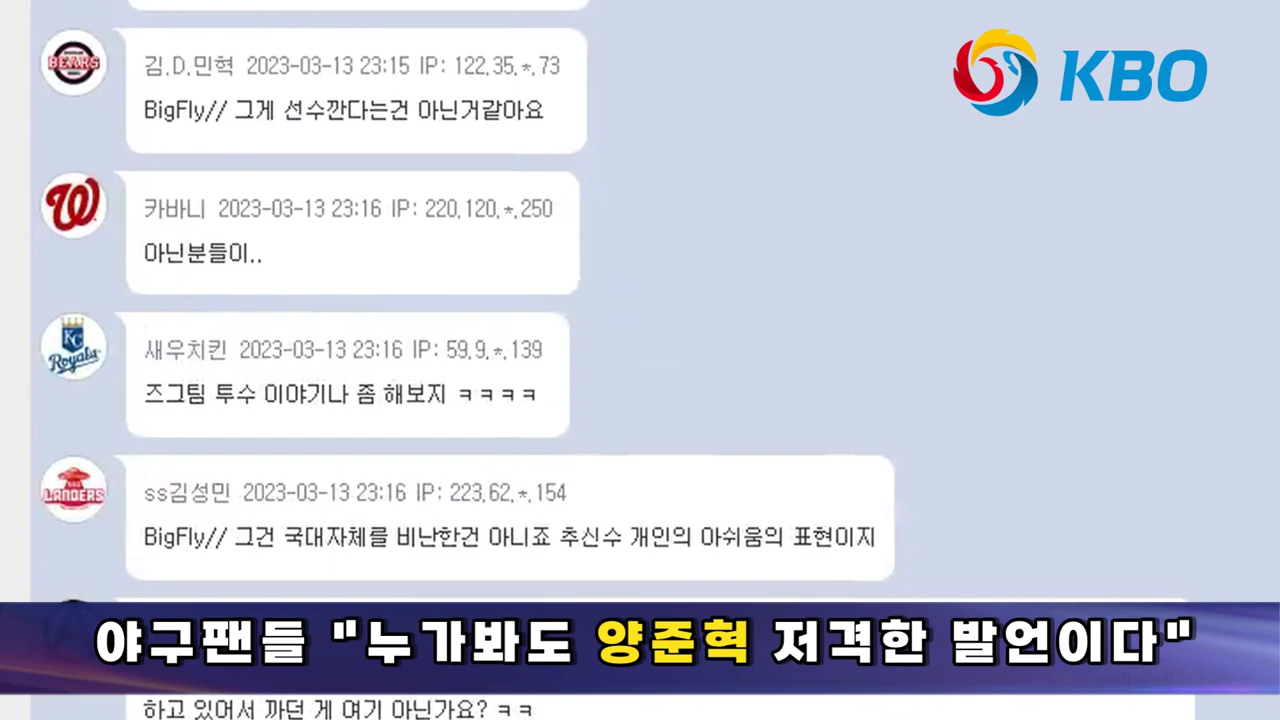 KBO
BEARS
김.D.민혁 2023-03-13 23:15 IP: 122.35.*.73
BigFly// 그게 선수깐다는건 아닌거같아요
W
카바니 2023-03-13 23:16 IP: 220.120.*.250
아닌분들이..
KC
Royals
새우치킨 2023-03-13 23:16 IP: 59.9.*.139
즈그팀 투수 이야기나 좀 해보지 ㅋㅋㅋㅋ
LANDERS
ss김성민 2023-03-13 23:16 IP: 223.62.*.154
BigFly// 그건 국대자체를 비난한건 아니죠 추신수 개인의 아쉬움의 표현이지
야구팬들 "누가봐도 양준혁 저격한 발언이다"
하고 있어서 까던 게 여기 아닌가요? ㅋㅋ